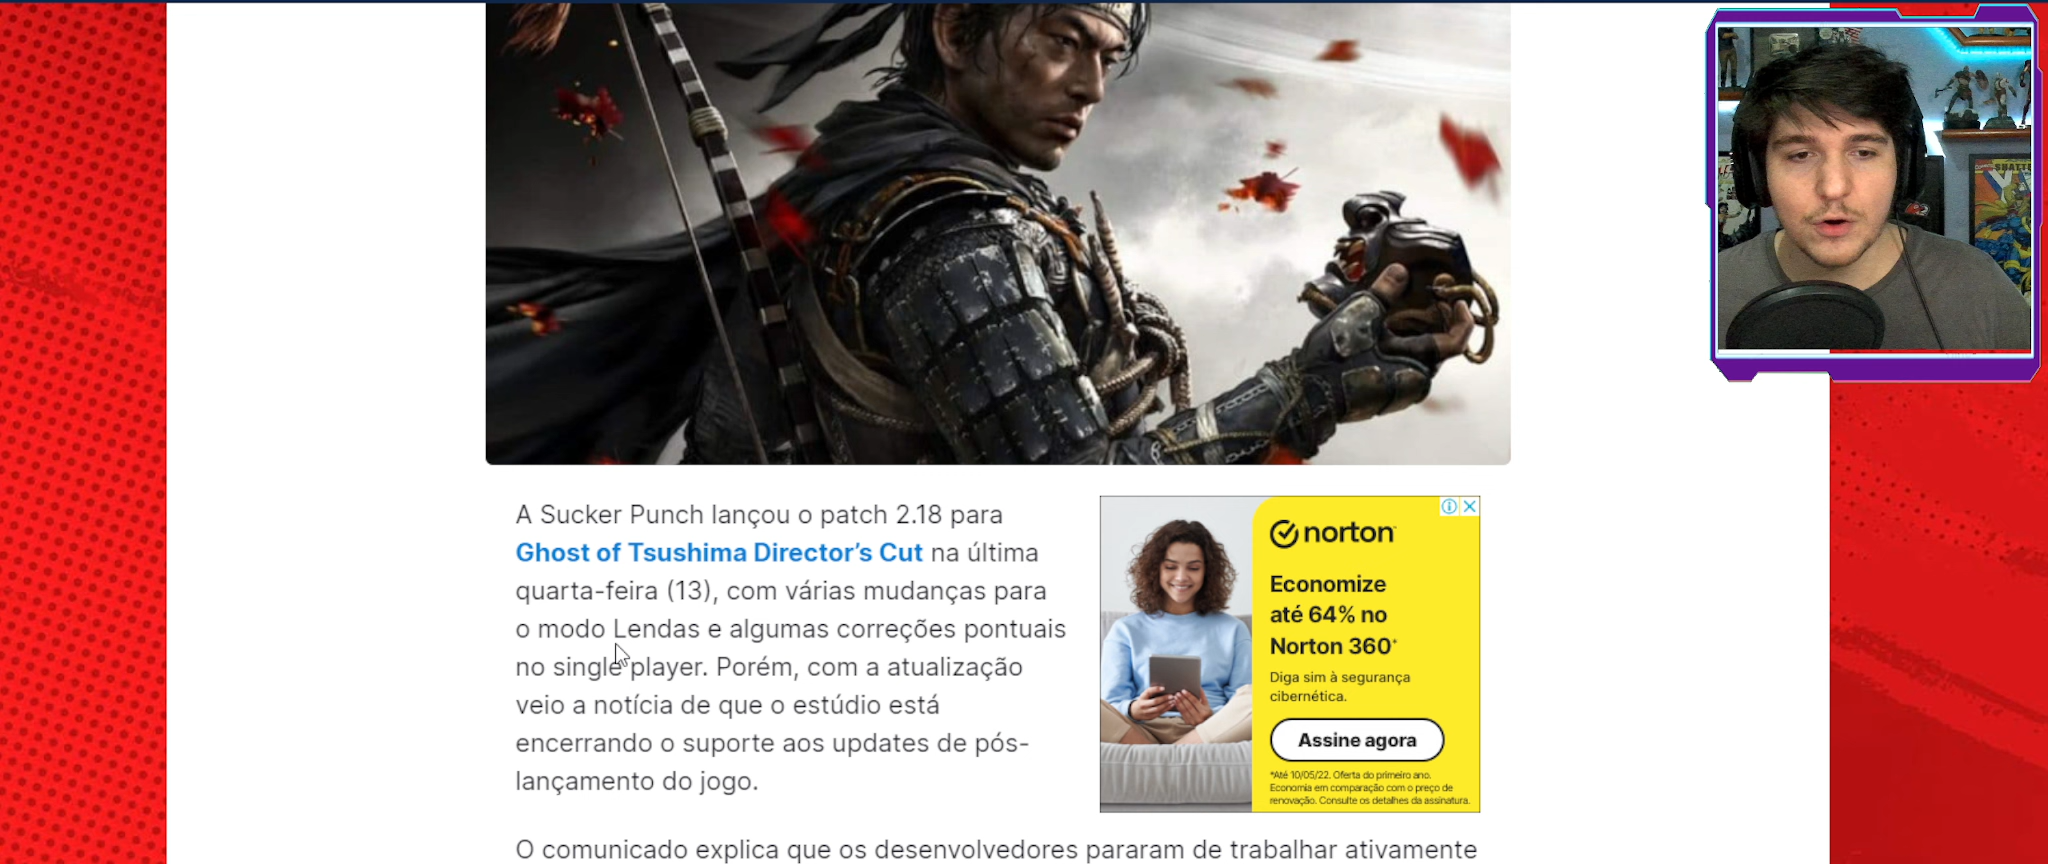 A Sucker Punch lançou o patch 2.18 para
Ghost of Tsushima Director's Cut na última
quarta-feira (13), com várias mudanças para
o modo Lendas e algumas correções pontuais
no single player. Porém, com a atualização
veio a notícia de que o estúdio está
encerrando o suporte aos updates de pós-
lançamento do jogo.
O comunicado explica que os desenvolvedores pararam de trabalhar ativamente
norton
Economize
até 64% no
Norton 360*
Diga sim à segurança
cibernética.
Assine agora
*Até 10/05/22. Oferta do primeiro ano.
Economia em comparação com o preço de
renovação. Consulte os detalhes da assinatura.